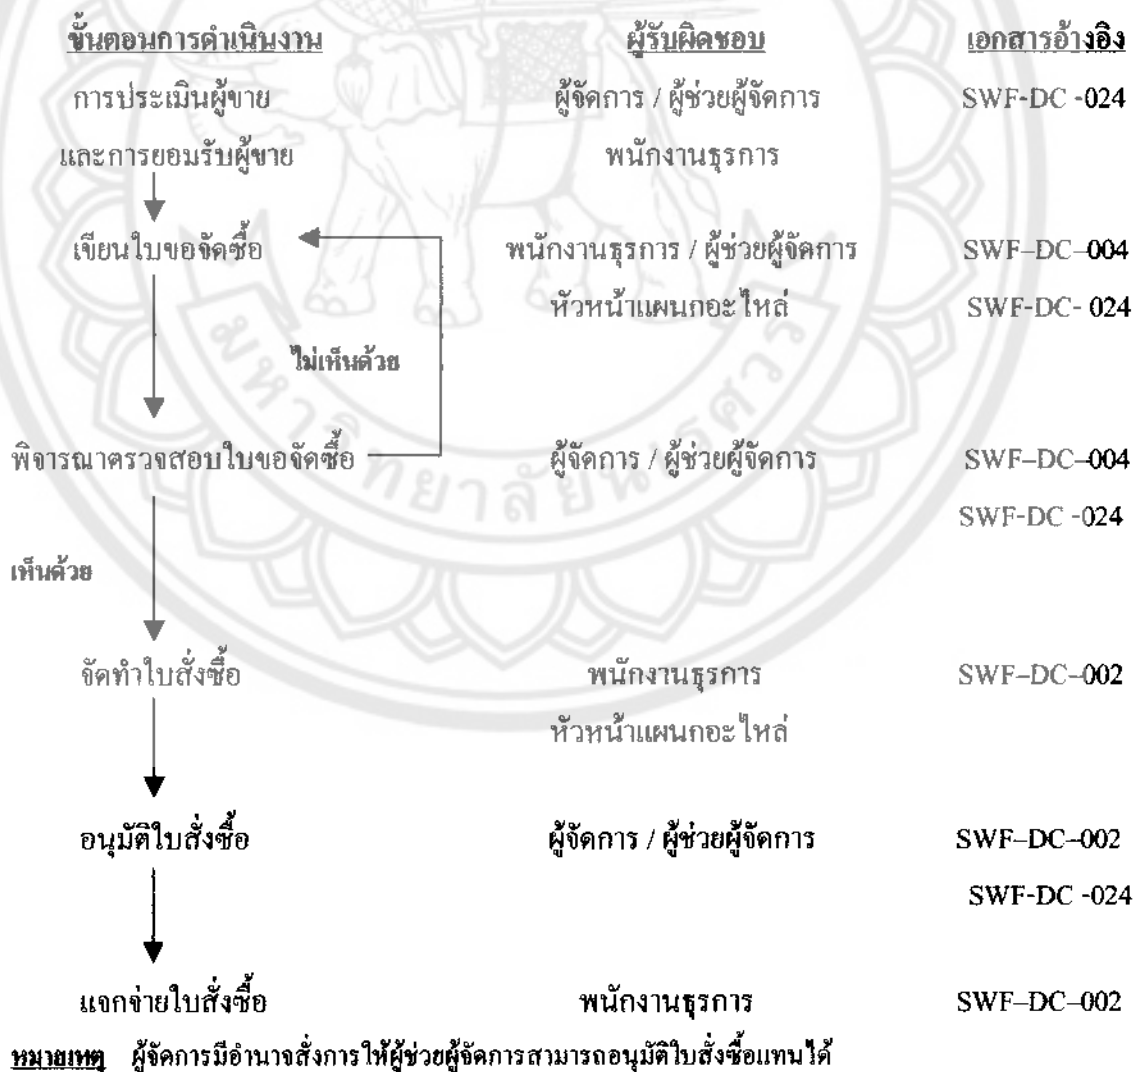 ขั้นตอนการดำเนินงาน ผู้รับผิดชอบ เอกสารอ้างอิง
การประเมินผู้ขาย ผู้จัดการ / ผู้ช่วยผู้จัดการ SWF-DC -024
และการยอมรับผู้ขาย พนักงานธุรการ
เขียนใบขอจัดซื้อ พนักงานธุรการ / ผู้ช่วยผู้จัดการ SWF–DC–004
หัวหน้าแผนกอะไหล่ SWF-DC- 024
ไม่เห็นด้วย
พิจารณาตรวจสอบใบขอจัดซื้อ ผู้จัดการ / ผู้ช่วยผู้จัดการ SWF–DC–004
SWF-DC -024
เห็นด้วย
จัดทำใบสั่งซื้อ พนักงานธุรการ SWF–DC–002
หัวหน้าแผนกอะไหล่
อนุมัติใบสั่งซื้อ ผู้จัดการ / ผู้ช่วยผู้จัดการ SWF–DC–002
SWF-DC -024
แจกจ่ายใบสั่งซื้อ พนักงานธุรการ SWF–DC–002
หมายเหตุ ผู้จัดการมีอำนาจสั่งการให้ผู้ช่วยผู้จัดการสามารถอนุมัติใบสั่งซื้อแทนได้
มหาวิทยาลัยนเรศวร